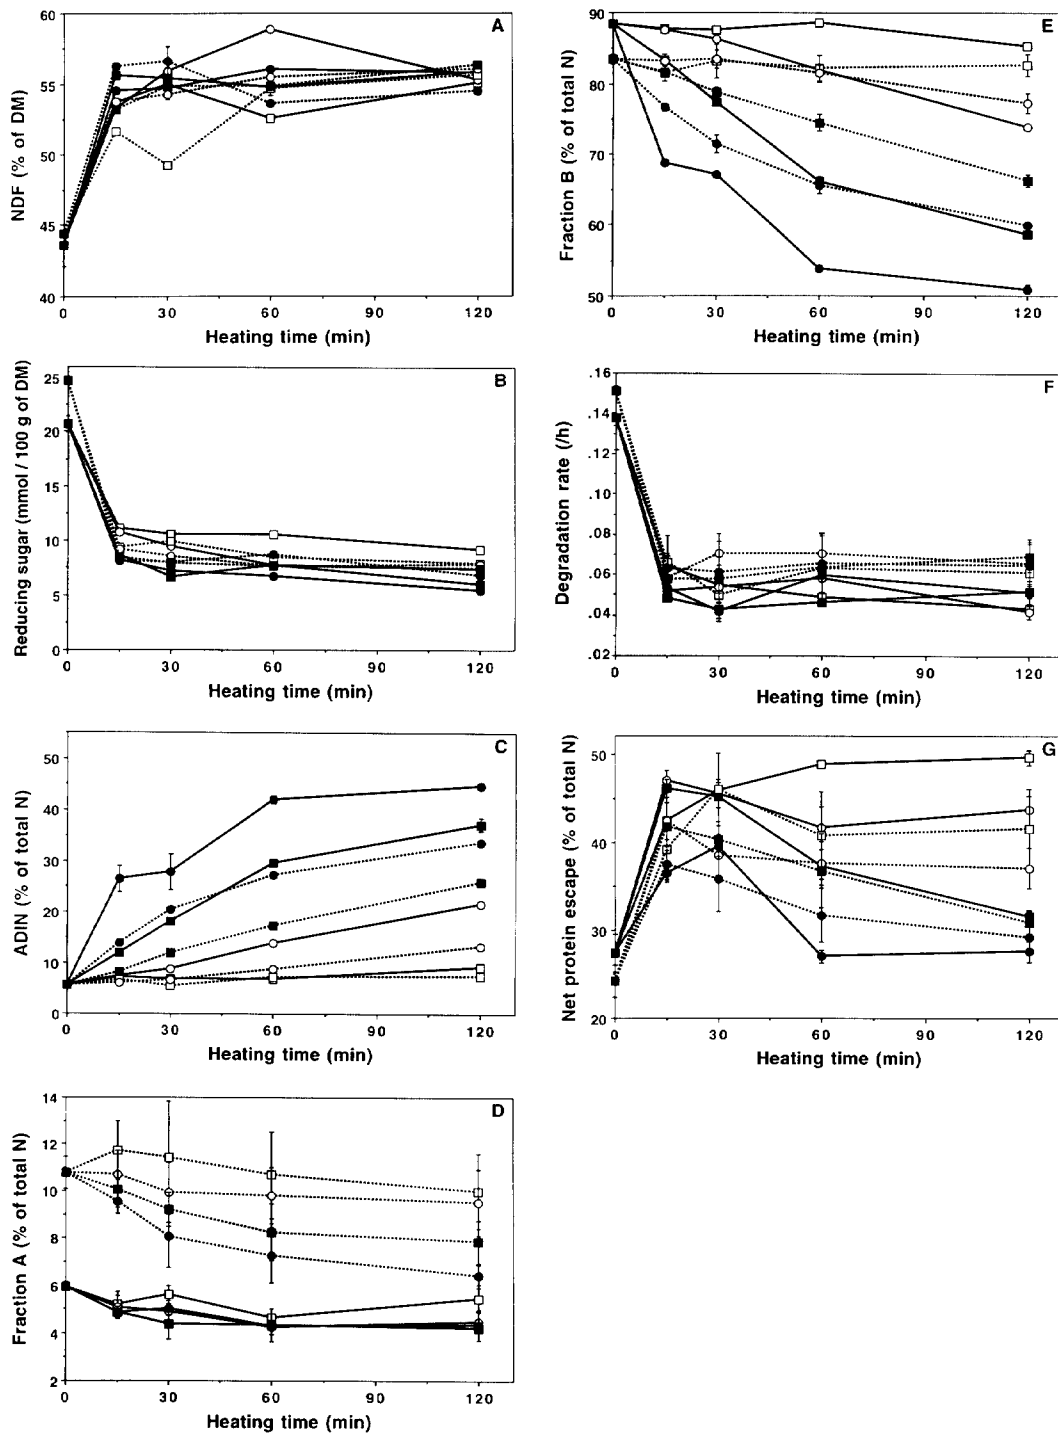 A
NDF (% of DM)
60
55
50
45
40
0 30 60 90 120
Heating time (min)
B
Reducing sugar (mmol / 100 g of DM)
25
20
15
10
5
0
0 30 60 90 120
Heating time (min)
C
ADIN (% of total N)
50
40
30
20
10
0
0 30 60 90 120
Heating time (min)
D
Fraction A (% of total N)
14
12
10
8
6
4
2
0 30 60 90 120
Heating time (min)
E
Fraction B (% of total N)
90
80
70
60
50
0 30 60 90 120
Heating time (min)
F
Degradation rate (/h)
.16
.14
.12
.10
.08
.06
.04
.02
0 30 60 90 120
Heating time (min)
G
Net protein escape (% of total N)
50
40
30
20
0 30 60 90 120
Heating time (min)